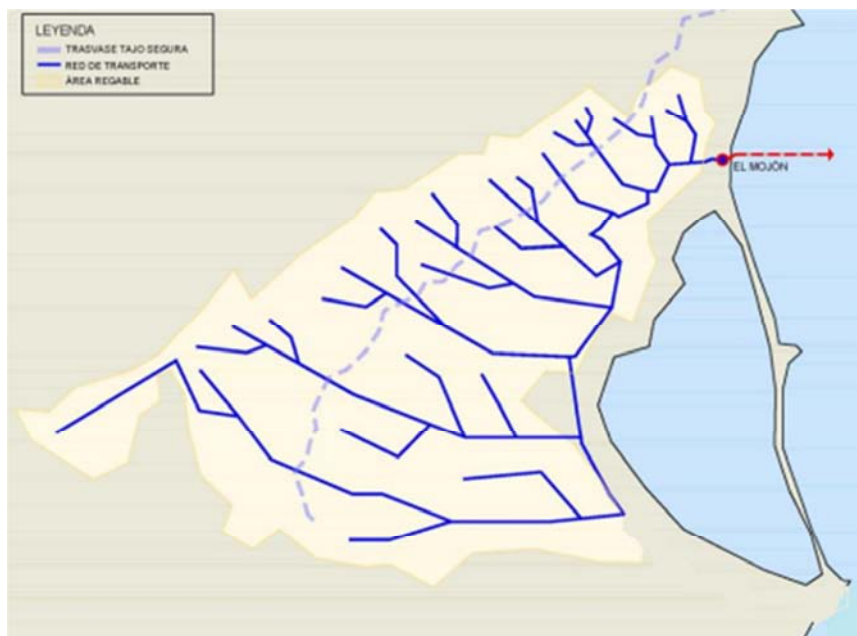 LEYENDA
TRASVASE TAJO SEGURA
RED DE TRANSPORTE
ÁREA REGABLE
EL MOJÓN